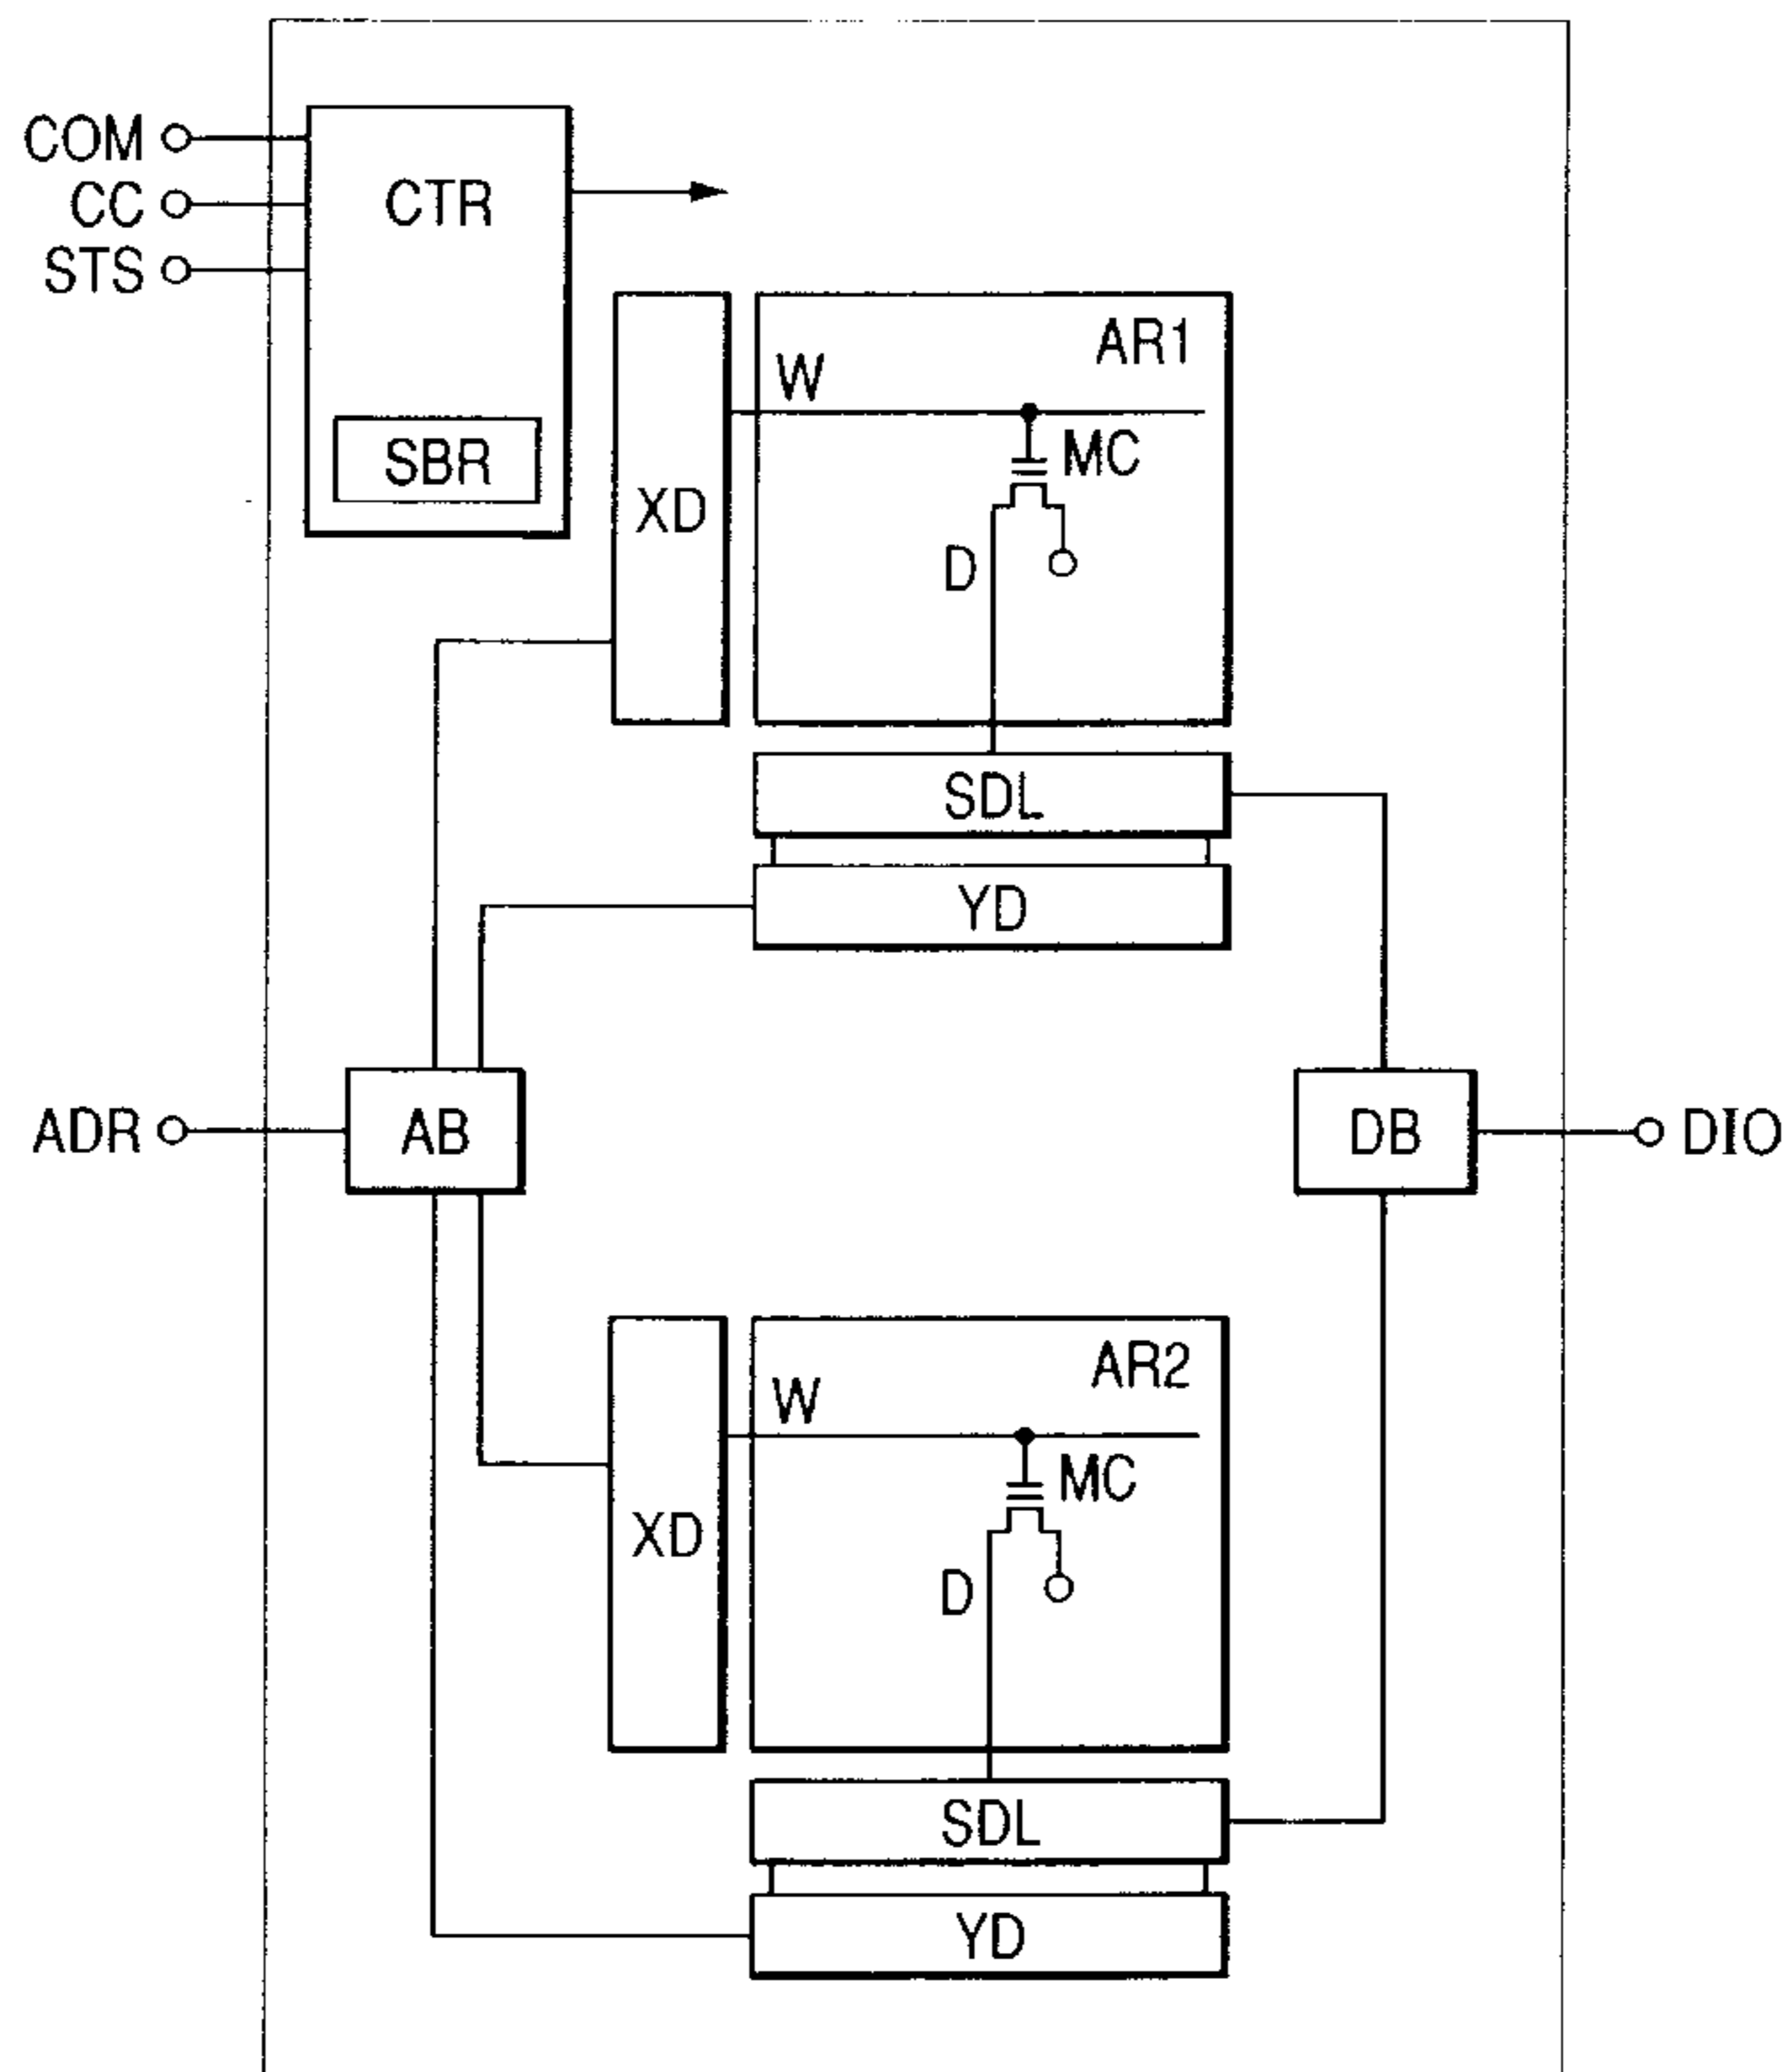 COM
CC
STS
CTR
SBR
XD
AR1
W
MC
D
SDL
YD
ADR
AB
DB
DIO
XD
AR2
W
MC
D
SDL
YD